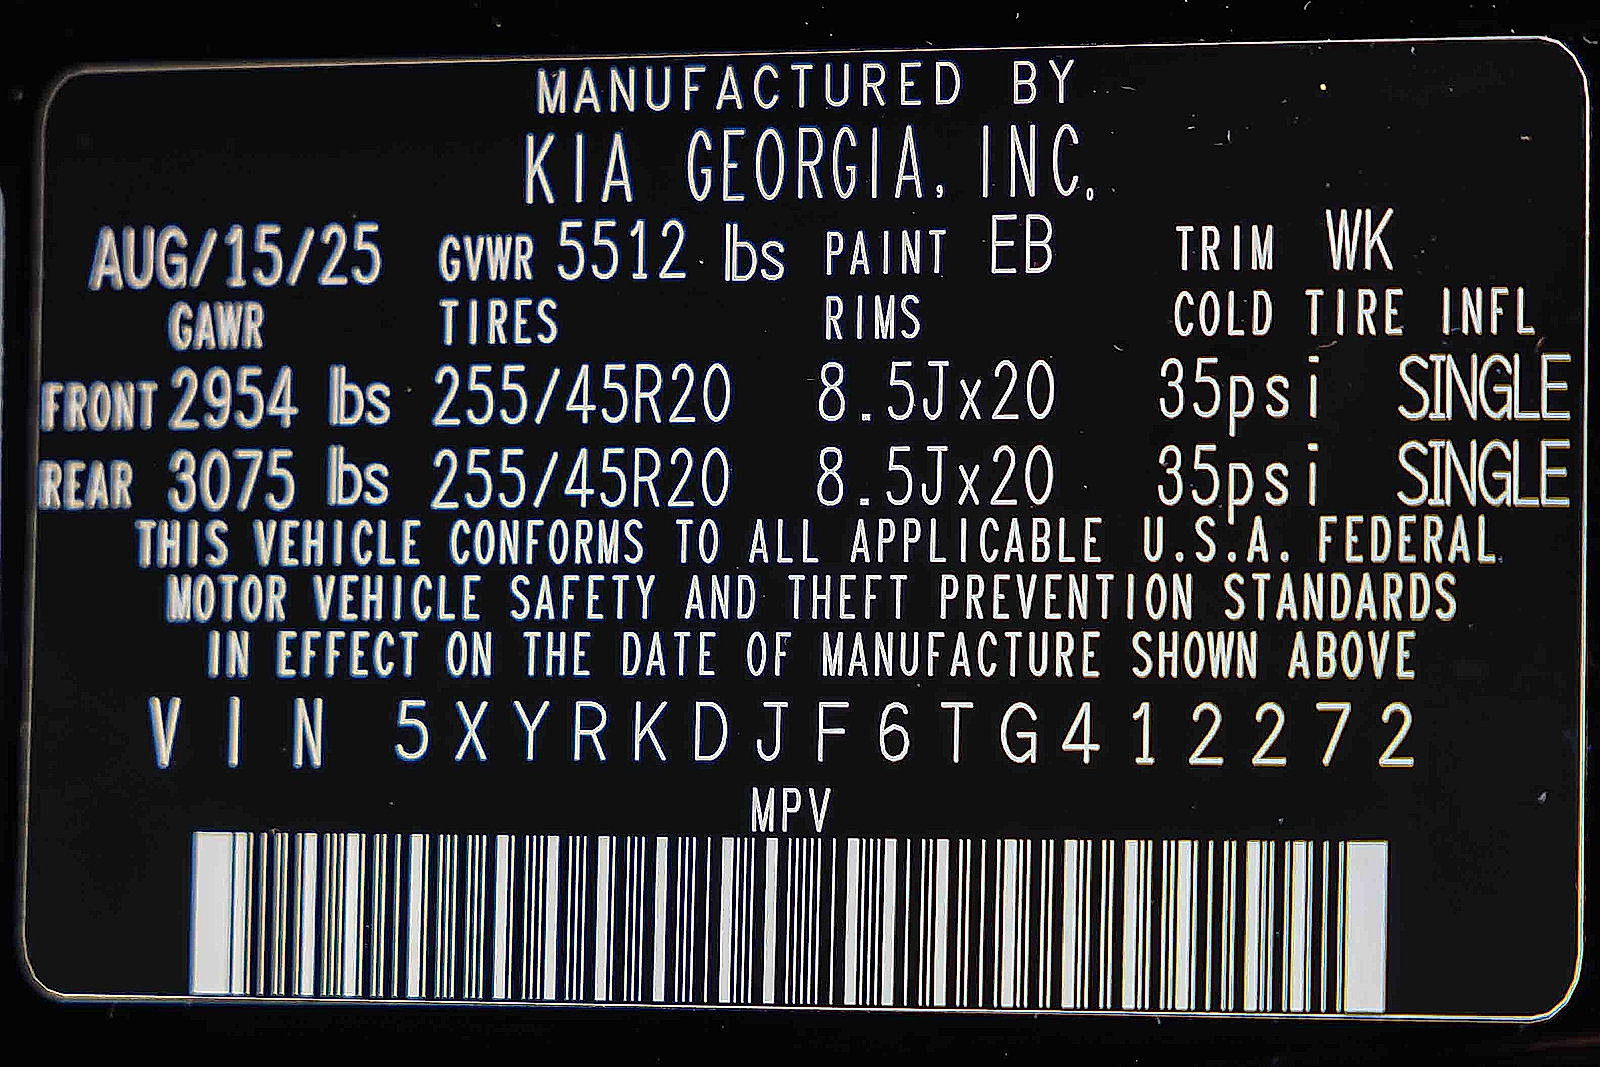 MANUFACTURED BY
KIA GEORGIA, INC.
AUG/15/25 GVWR 5512 lbs PAINT EB TRIM WK
GAWR TIRES RIMS COLD TIRE INFL
FRONT 2954 lbs 255/45R20 8.5Jx20 35psi SINGLE
REAR 3075 lbs 255/45R20 8.5Jx20 35psi SINGLE
THIS VEHICLE CONFORMS TO ALL APPLICABLE U.S.A. FEDERAL
MOTOR VEHICLE SAFETY AND THEFT PREVENTION STANDARDS
IN EFFECT ON THE DATE OF MANUFACTURE SHOWN ABOVE
VIN 5XYRKDJF6TG412272
MPV